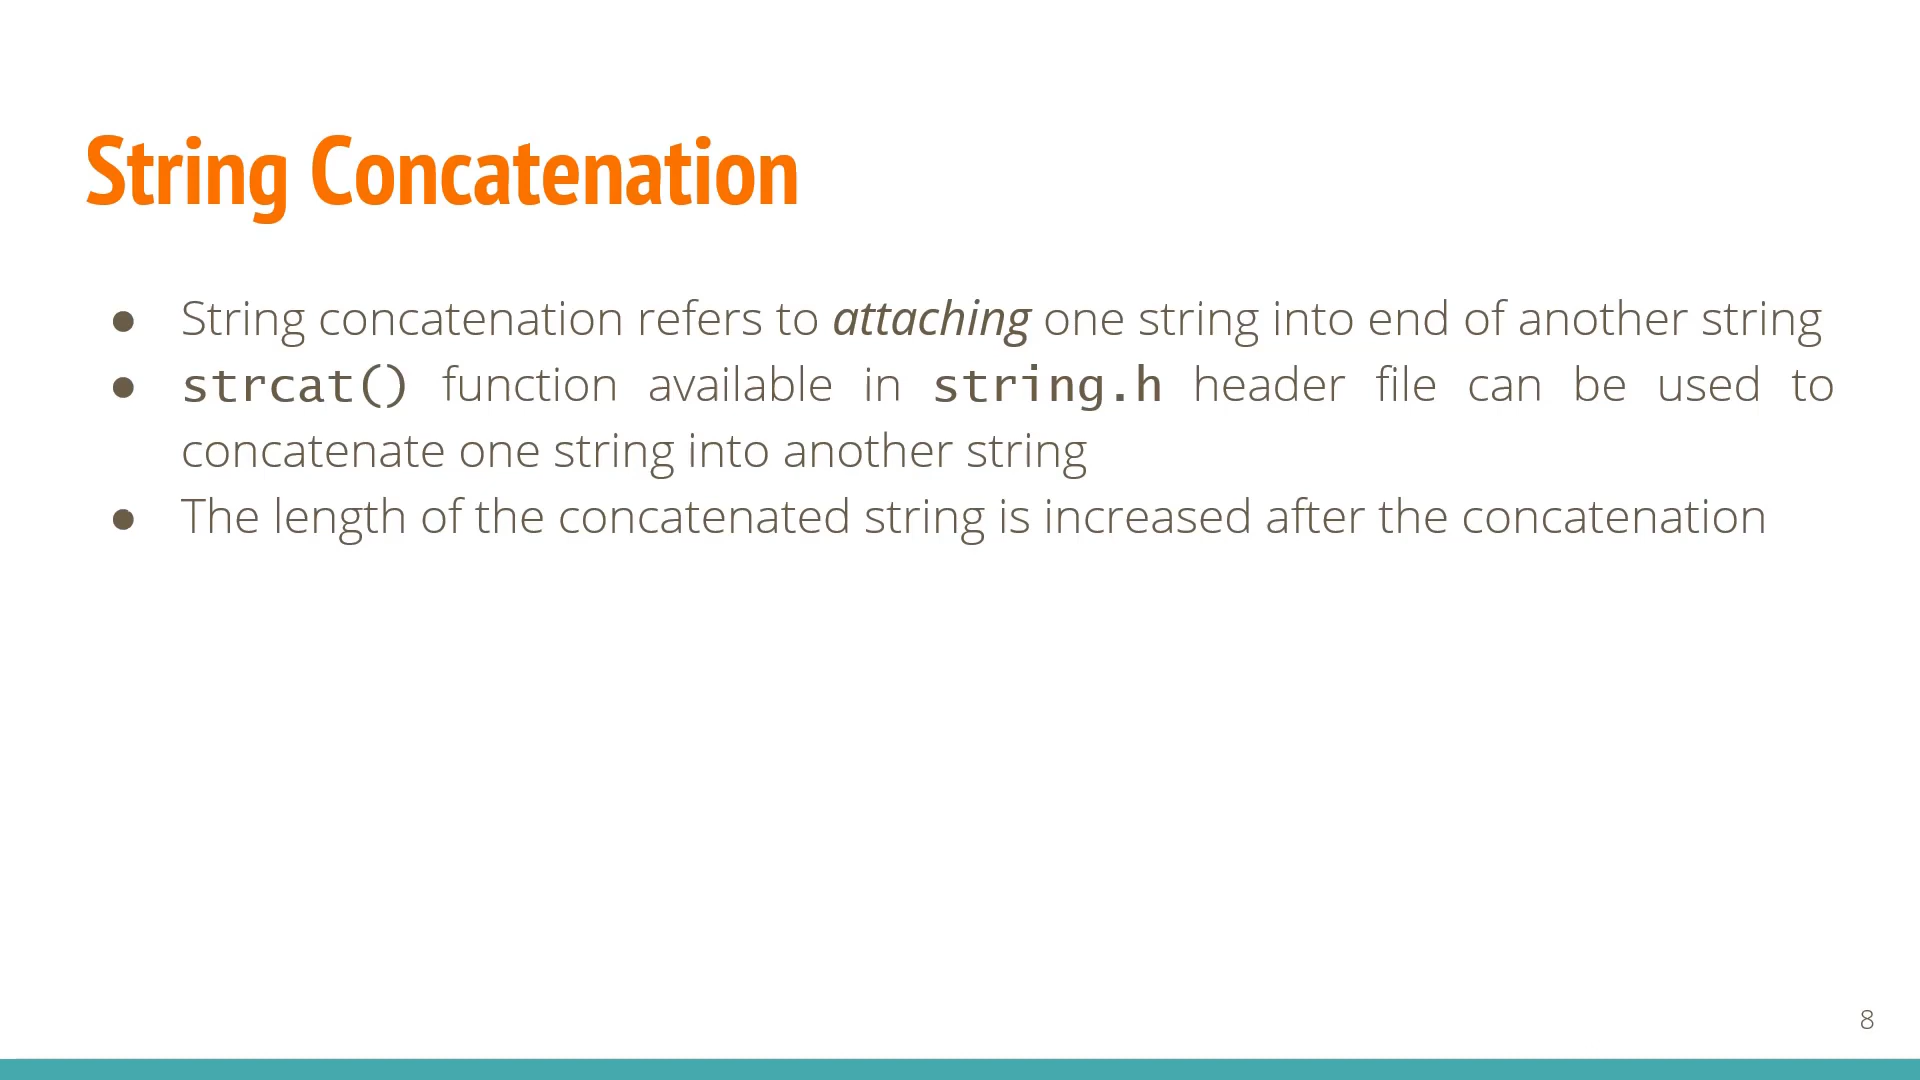 String Concatenation
● String concatenation refers to attaching one string into end of another string
● strcat() function available in string.h header file can be used to
concatenate one string into another string
● The length of the concatenated string is increased after the concatenation
8